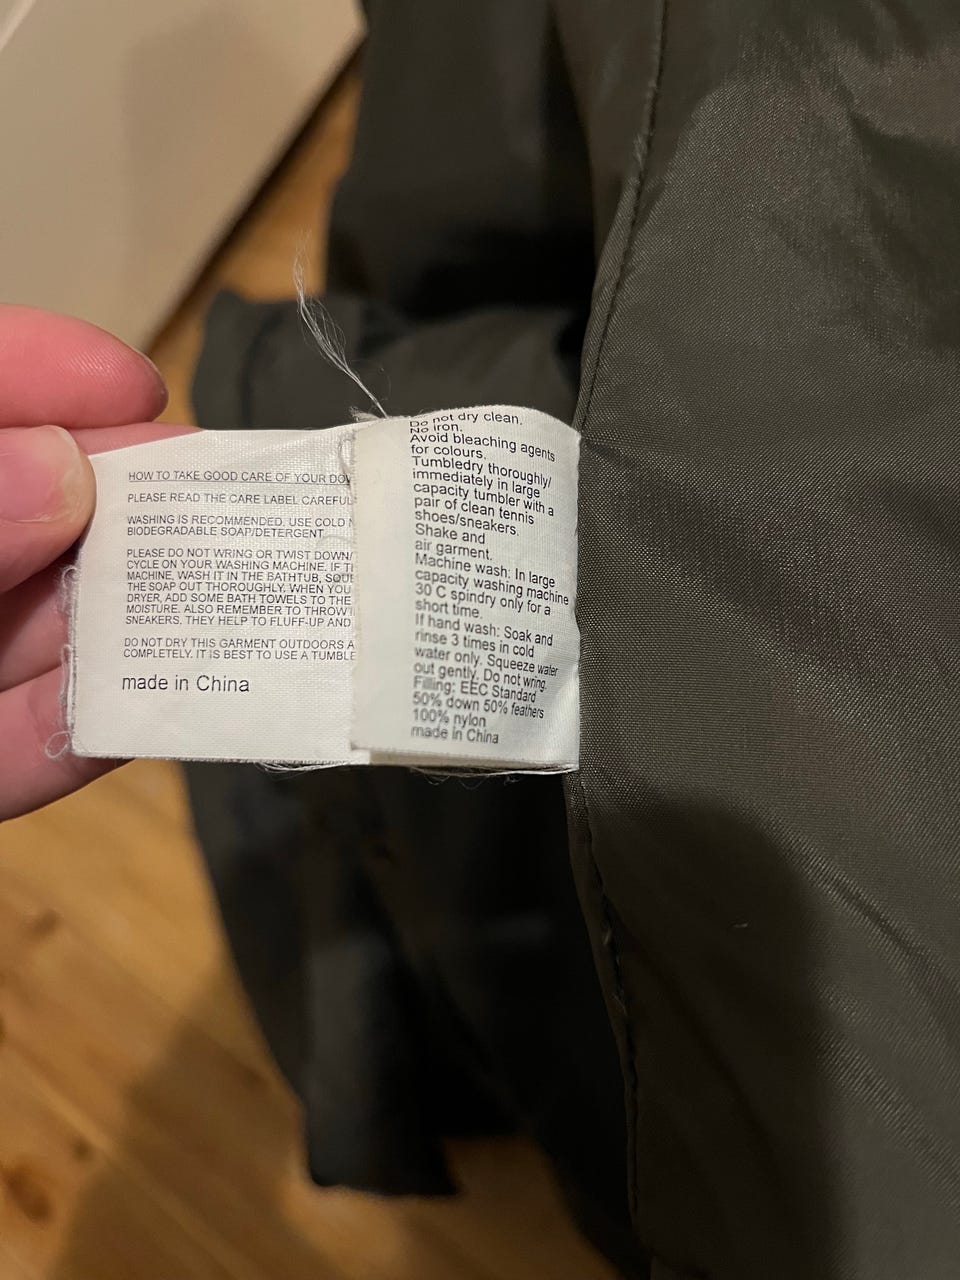 HOW TO TAKE GOOD CARE OF YOUR
PLEASE READ THE CARE LABEL
WASHING IS RECOMMENDED. USE COLD
BIODEGRADABLE SOAP/DETERGENT
PLEASE DO NOT WRING OR TWIST DOWN/
CYCLE ON YOUR WASHING MACHINE. IF
MACHINE, WASH IT IN THE BATHTUB,
THE SOAP OUT THOROUGHLY. WHEN YOU
DRYER, ADD SOME BATH TOWELS TO THE
MOISTURE. ALSO REMEMBER TO THROW
SNEAKERS. THEY HELP TO FLUFF-UP AND
DO NOT DRY THIS GARMENT OUTDOORS
COMPLETELY. IT IS BEST TO USE A
made in China
Do not dry clean.
No iron.
Avoid bleaching agents
for colours.
Tumbledry thoroughly/
immediately in large
capacity tumbler with a
pair of clean tennis
shoes/sneakers.
Shake and
air garment.
Machine wash: In large
capacity washing machine
30 C spindry only for a
short time.
If hand wash: Soak and
rinse 3 times in cold
water only. Squeeze water
out gently. Do not wring.
Filling: EEC Standard
50% down 50% feathers
100% nylon
made in China